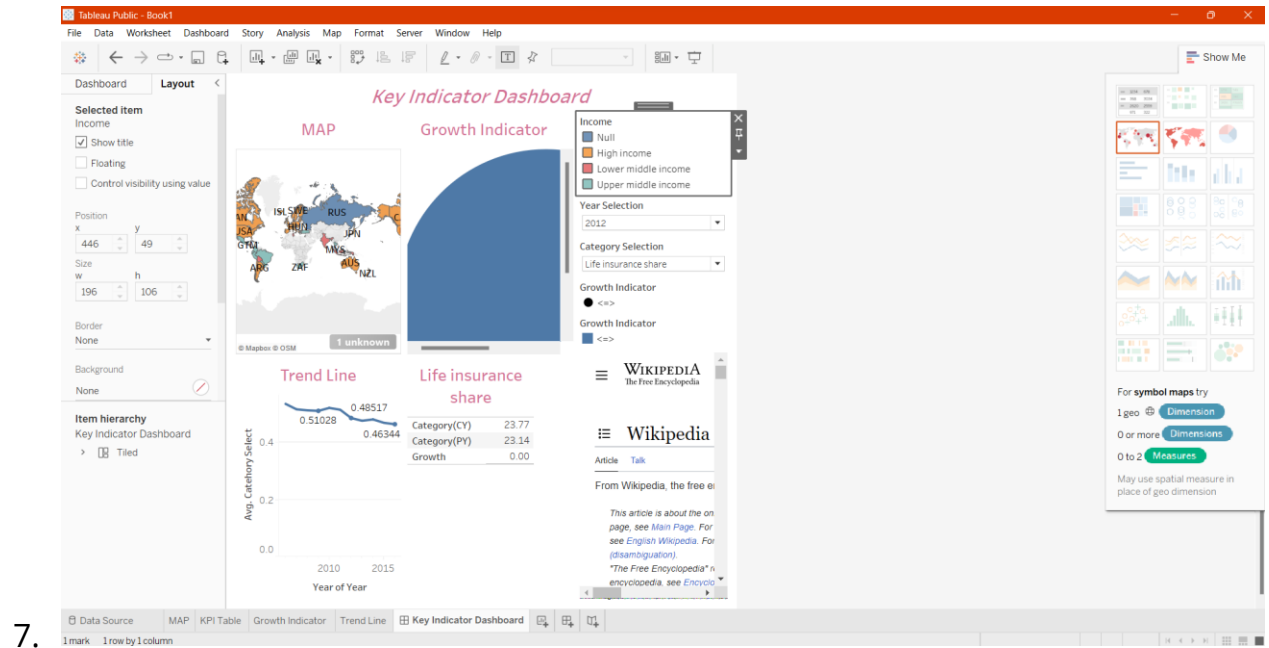 Tableau Public - Book1
File Data Worksheet Dashboard Story Analysis Map Format Server Window Help
Show Me
Dashboard Layout
Selected item
Income
Show title
Floating
Control visibility using value
Position
x y
446 49
Size
w h
196 106
Border
None
Background
None
Item hierarchy
Key Indicator Dashboard
Tiled
Key Indicator Dashboard
MAP
ISL SWE RUS
USA HUN JPN
GTM MYS
ARG ZAF AUS
NZL
© Mapbox © OSM
1 unknown
Growth Indicator
Income
Null
High income
Lower middle income
Upper middle income
Year Selection
2012
Category Selection
Life insurance share
Growth Indicator
<=>
Growth Indicator
<=>
Trend Line
0.48517
0.51028
0.46344
Avg. Catehory Select
0.4
0.2
0.0
2010 2015
Year of Year
Life insurance
share
Category(CY) 23.77
Category(PY) 23.14
Growth 0.00
WIKIPEDIA
The Free Encyclopedia
Wikipedia
Article Talk
From Wikipedia, the free
This article is about the on
page, see Main Page. For
see English Wikipedia. For
(disambiguation).
"The Free Encyclopedia"
encyclopedia, see
For symbol maps try
1 geo Dimension
0 or more Dimensions
0 to 2 Measures
May use spatial measure in
place of geo dimension
Data Source MAP KPI Table Growth Indicator Trend Line Key Indicator Dashboard
7.
1 mark 1 row by 1 column